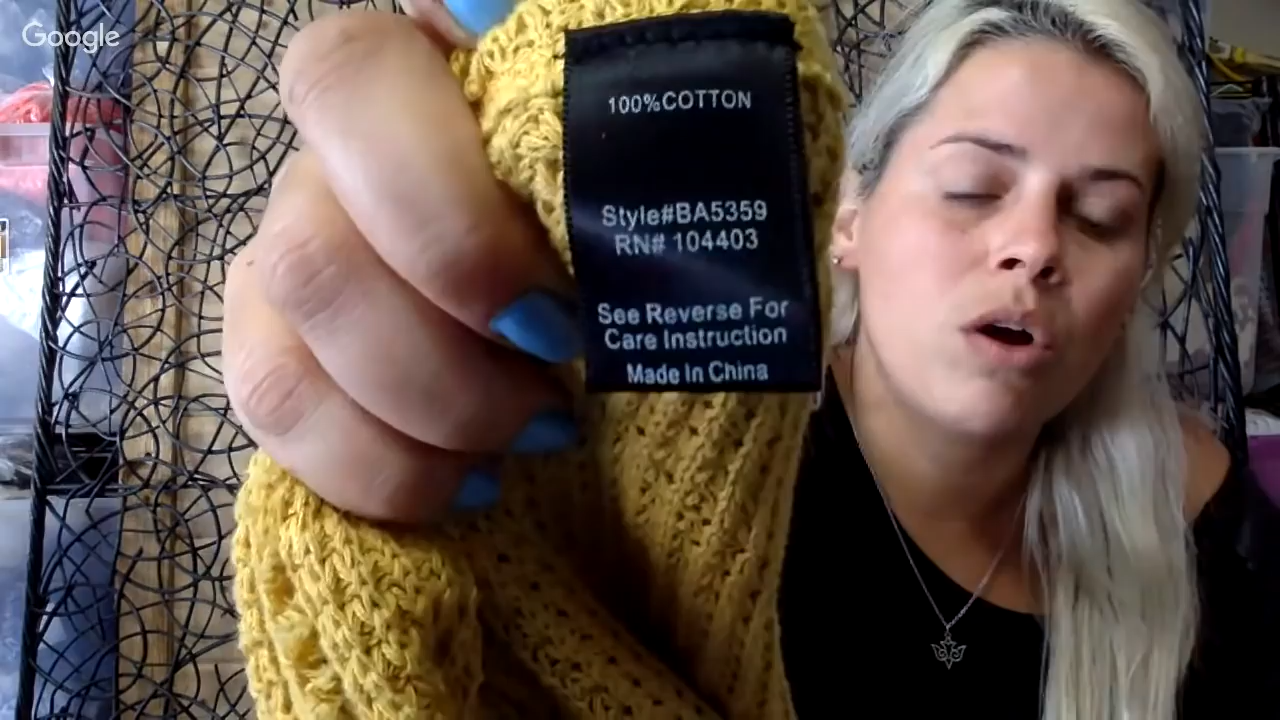 Google
100%COTTON
Style#BA5359
RN# 104403
See Reverse For
Care Instruction
Made In China